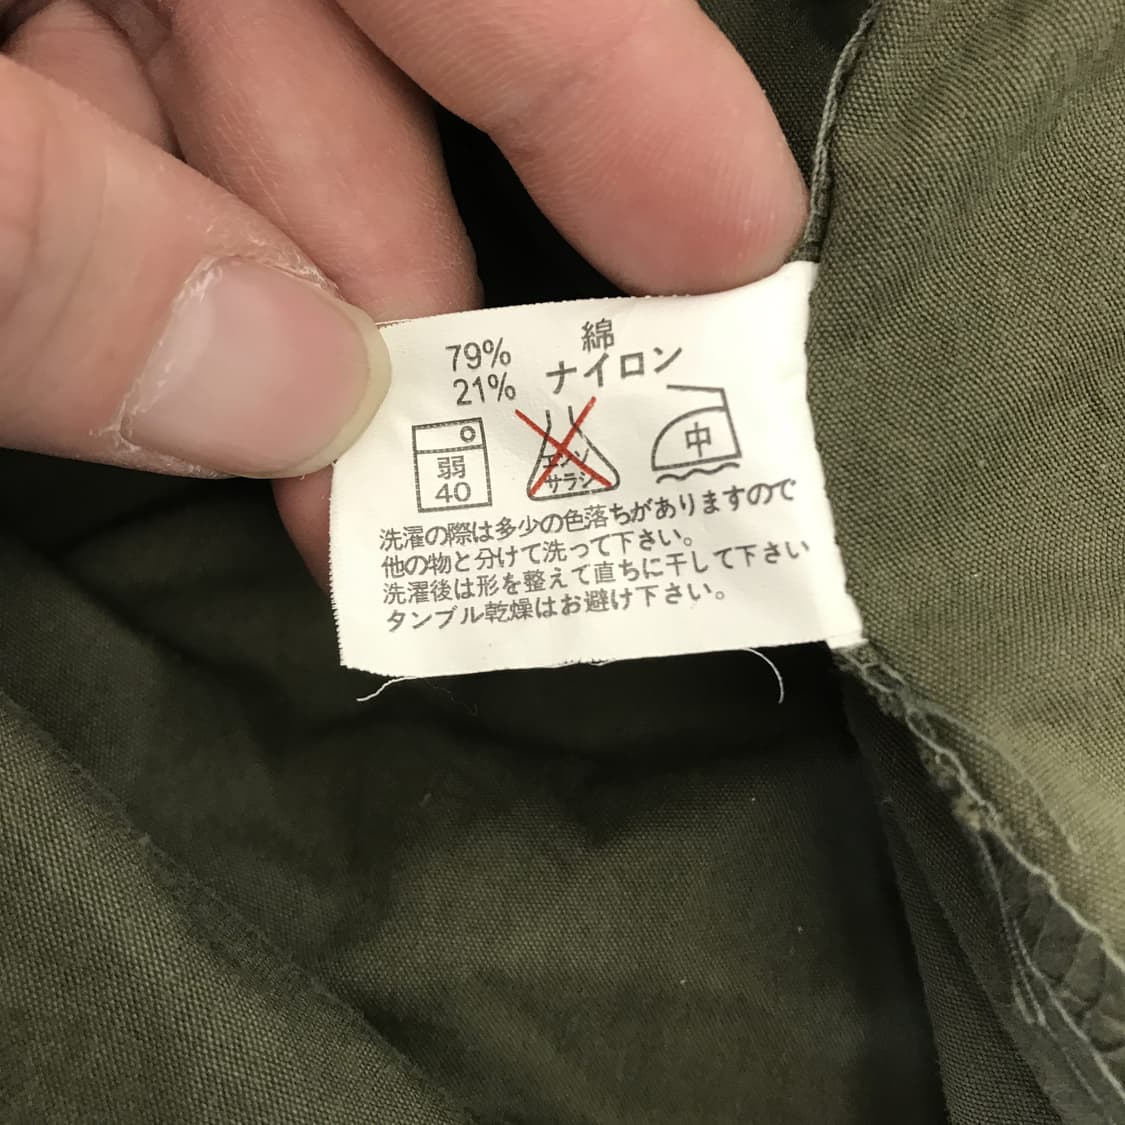 79% 綿
21% ナイロン
弱
40
エンソ
サラシ
中
洗濯の際は多少の色落ちがありますので
他の物と分けて洗って下さい。
洗濯後は形を整えて直ちに干して下さい
タンブル乾燥はお避け下さい。